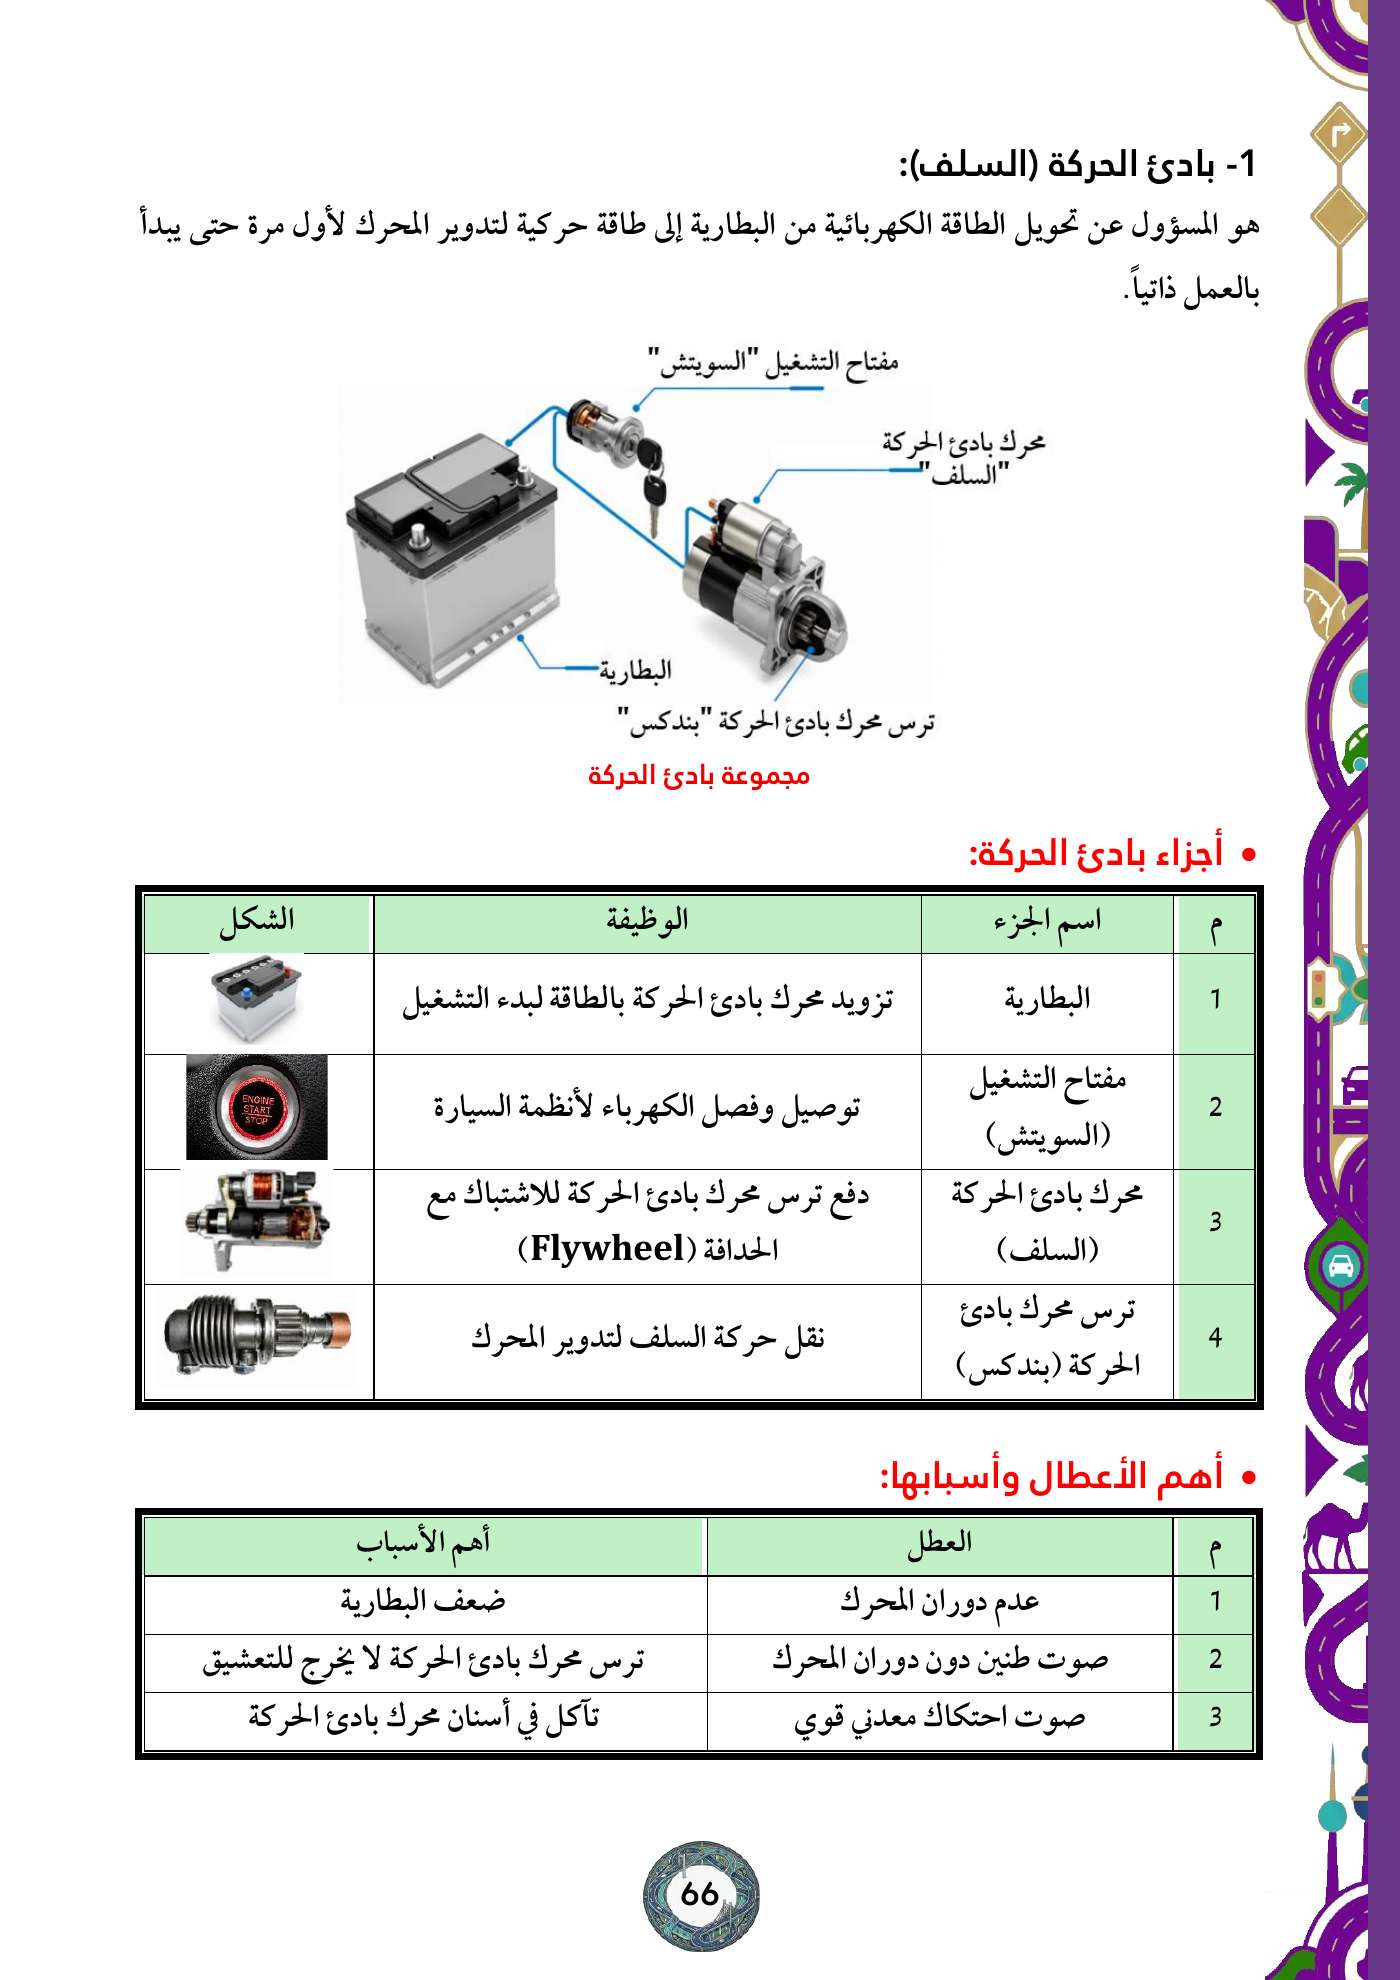 1- بادئ الحركة (السلف):
هو المسؤول عن تحويل الطاقة الكهربائية من البطارية إلى طاقة حركية لتدوير المحرك لأول مرة حتى يبدأ
بالعمل ذاتياً.
مفتاح التشغيل "السويتش"
محرك بادئ الحركة
"السلف"
البطارية
ترس محرك بادئ الحركة "بندكس"
مجموعة بادئ الحركة
• أجزاء بادئ الحركة:
م اسم الجزء الوظيفة الشكل
1 البطارية تزويد محرك بادئ الحركة بالطاقة لبدء التشغيل
2 مفتاح التشغيل
(السويتش)
توصيل وفصل الكهرباء لأنظمة السيارة
ENGINE
START
STOP
3 محرك بادئ الحركة
(السلف)
دفع ترس محرك بادئ الحركة للاشتباك مع
الحدافة (Flywheel)
4 ترس محرك بادئ
الحركة (بندكس)
نقل حركة السلف لتدوير المحرك
• أهم الأعطال وأسبابها:
م العطل أهم الأسباب
1 عدم دوران المحرك ضعف البطارية
2 صوت طنين دون دوران المحرك ترس محرك بادئ الحركة لا يخرج للتعشيق
3 صوت احتكاك معدني قوي تآكل في أسنان محرك بادئ الحركة
66